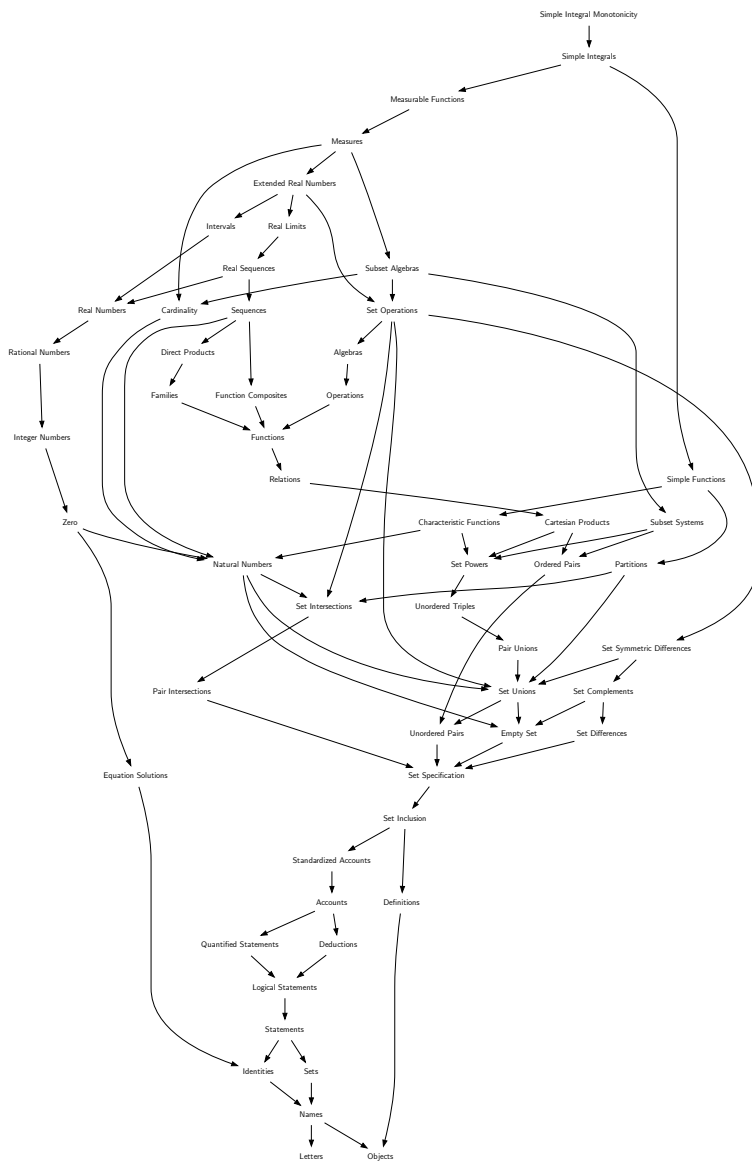 Simple Integral Monotonicity
Simple Integrals
Measurable Functions
Measures
Extended Real Numbers
Intervals Real Limits
Real Sequences Subset Algebras
Real Numbers Cardinality Sequences Set Operations
Rational Numbers Direct Products Algebras
Families Function Composites Operations
Integer Numbers Functions
Relations Simple Functions
Zero Characteristic Functions Cartesian Products Subset Systems
Natural Numbers Set Powers Ordered Pairs Partitions
Set Intersections Unordered Triples
Pair Unions Set Symmetric Differences
Pair Intersections Set Unions Set Complements
Unordered Pairs Empty Set Set Differences
Equation Solutions Set Specification
Set Inclusion
Standardized Accounts
Accounts Definitions
Quantified Statements Deductions
Logical Statements
Statements
Identities Sets
Names
Letters Objects